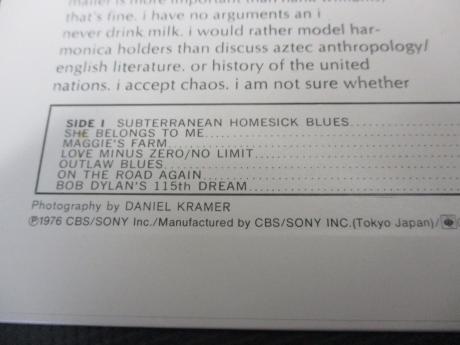 that's fine. i have no arguments an i
never drink milk. i would rather model har-
monica holders than discuss aztec anthropology/
english literature. or history of the united
nations. i accept chaos. i am not sure whether
SIDE I SUBTERRANEAN HOMESICK BLUES
SHE BELONGS TO ME
MAGGIE'S FARM
LOVE MINUS ZERO/NO LIMIT
OUTLAW BLUES
ON THE ROAD AGAIN
BOB DYLAN'S 115th DREAM
Photography by DANIEL KRAMER
℗1976 CBS/SONY Inc./Manufactured by CBS/SONY INC.(Tokyo Japan)/